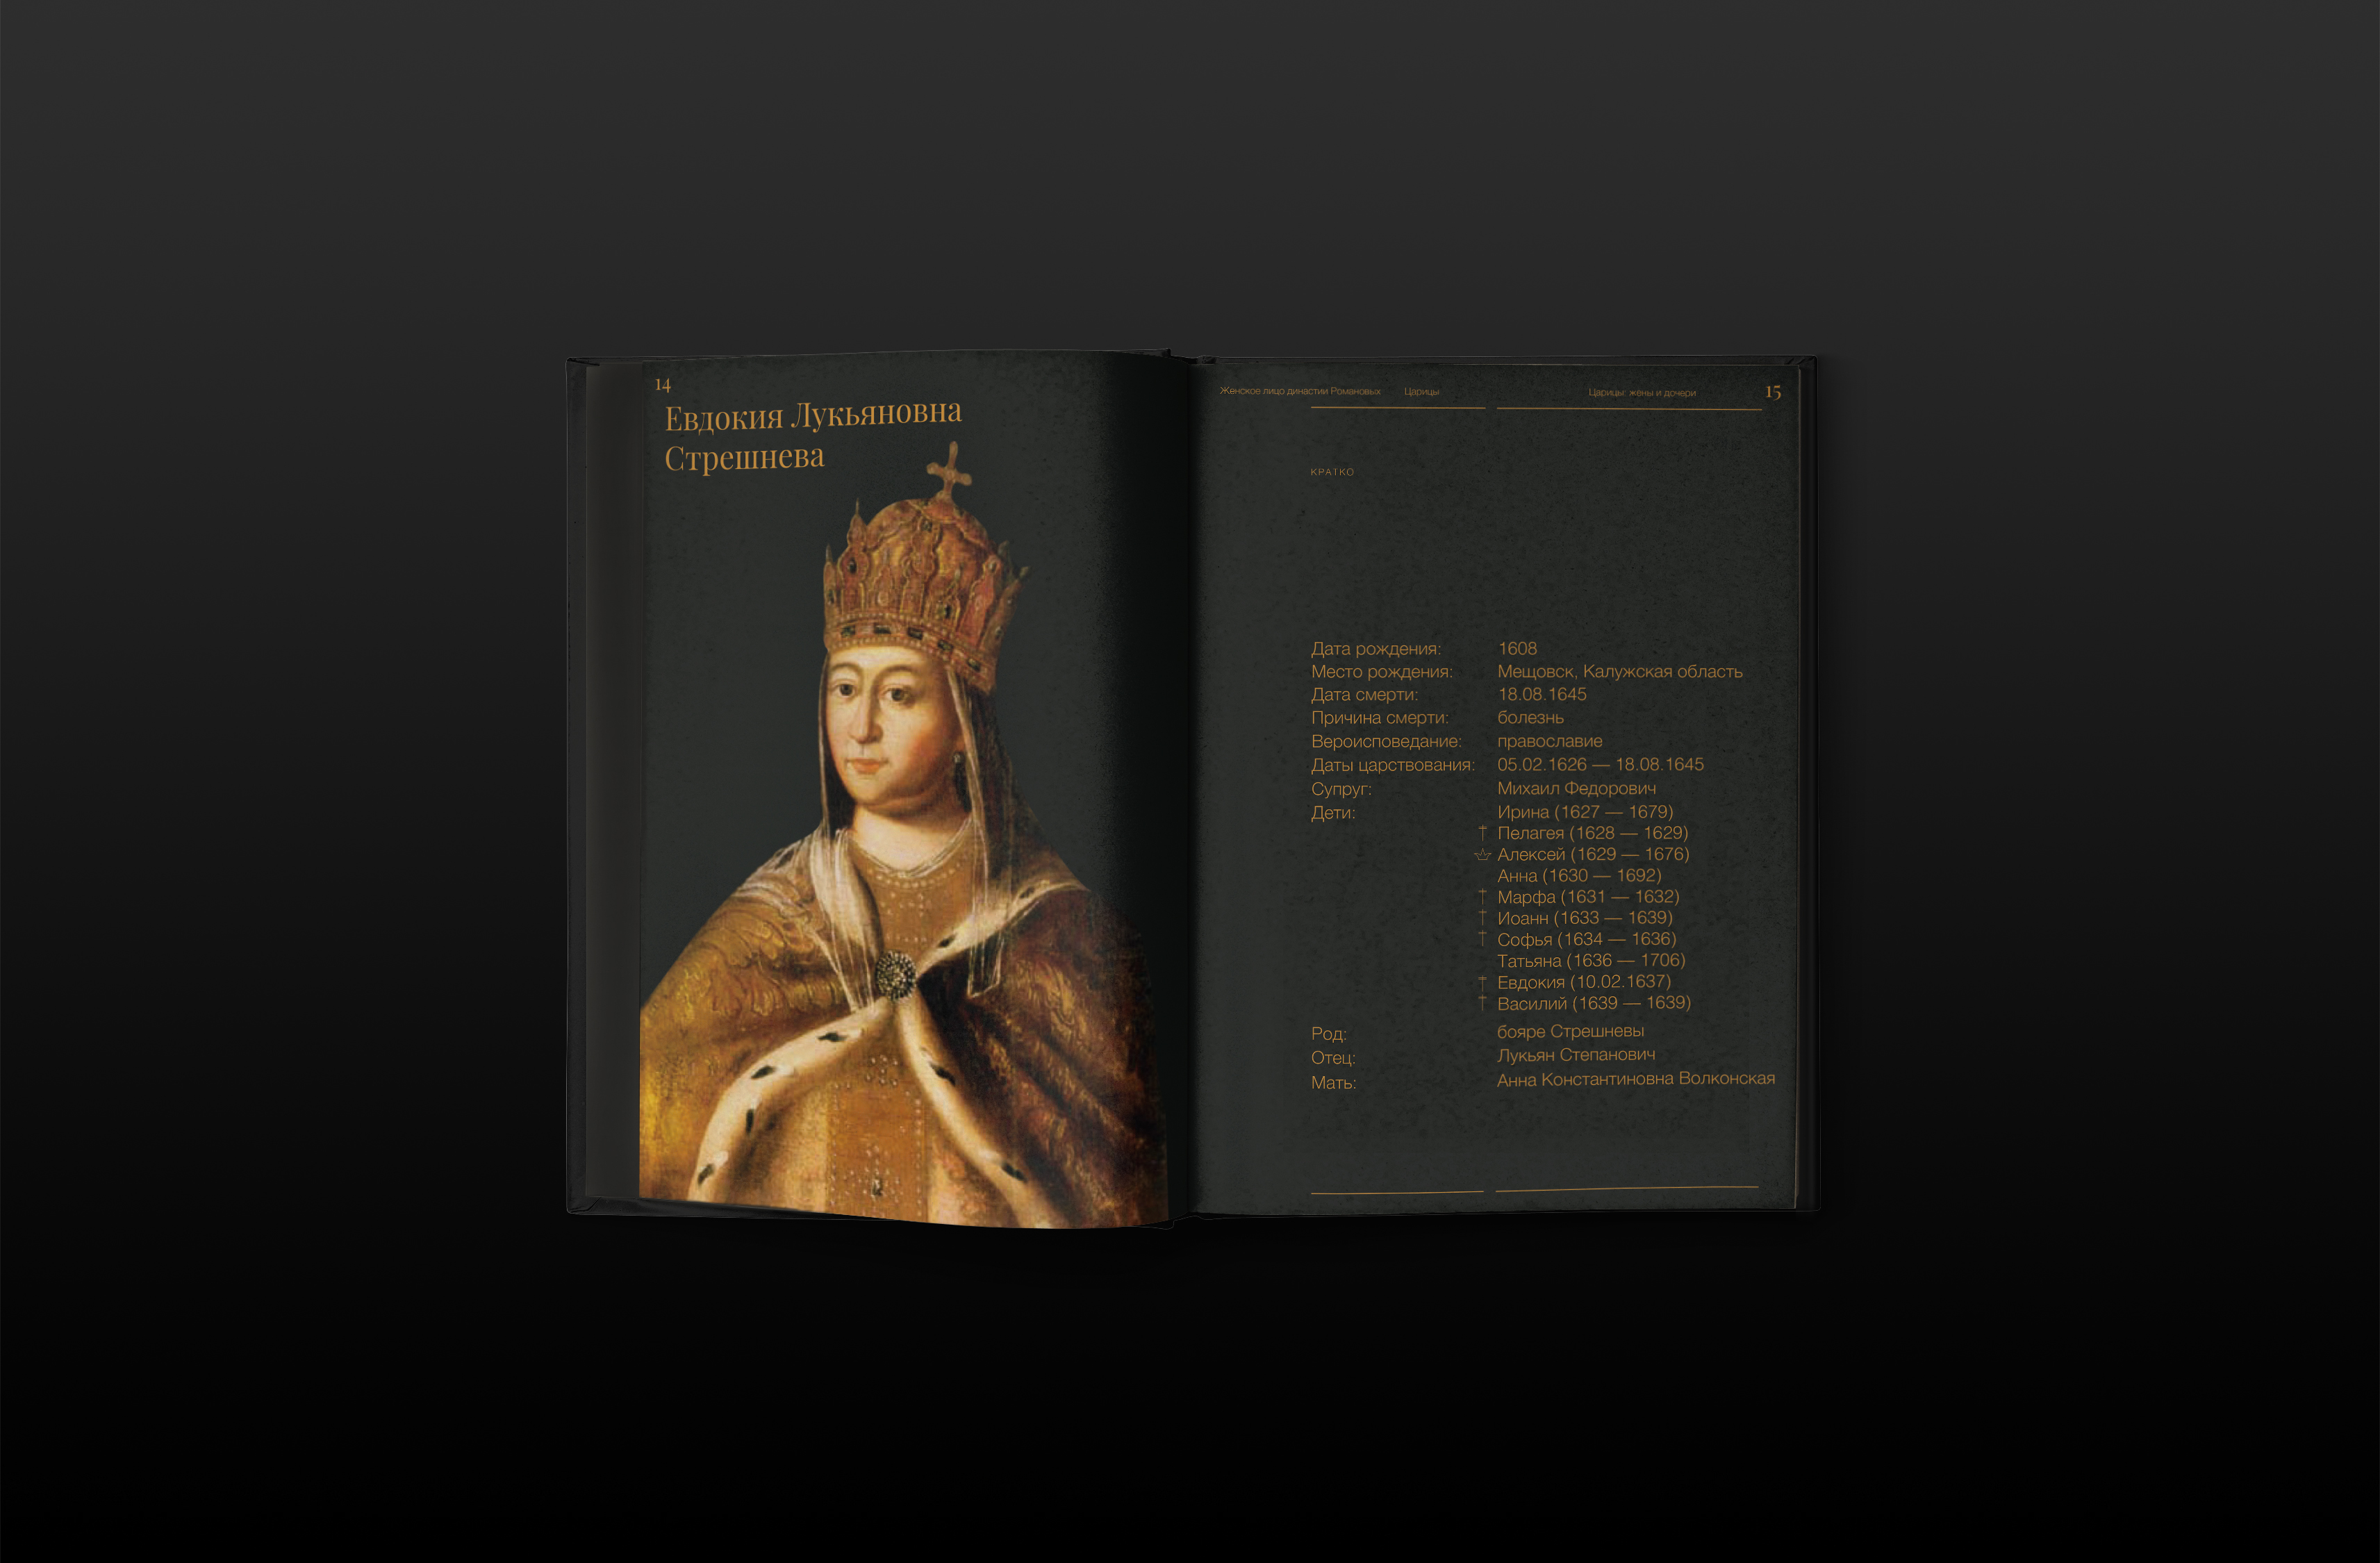 14
Евдокия Лукьяновна
Стрешнева
Женское лицо династии Романовых Царицы Царицы: жены и дочери 15
КРАТКО
Дата рождения: 1608
Место рождения: Мещовск, Калужская область
Дата смерти: 18.08.1645
Причина смерти: болезнь
Вероисповедание: православие
Даты царствования: 05.02.1626 — 18.08.1645
Супруг: Михаил Федорович
Дети: Ирина (1627 — 1679)
† Пелагея (1628 — 1629)
Алексей (1629 — 1676)
Анна (1630 — 1692)
† Марфа (1631 — 1632)
† Иоанн (1633 — 1639)
† Софья (1634 — 1636)
Татьяна (1636 — 1706)
† Евдокия (10.02.1637)
† Василий (1639 — 1639)
Род: бояре Стрешневы
Отец: Лукьян Степанович
Мать: Анна Константиновна Волконская